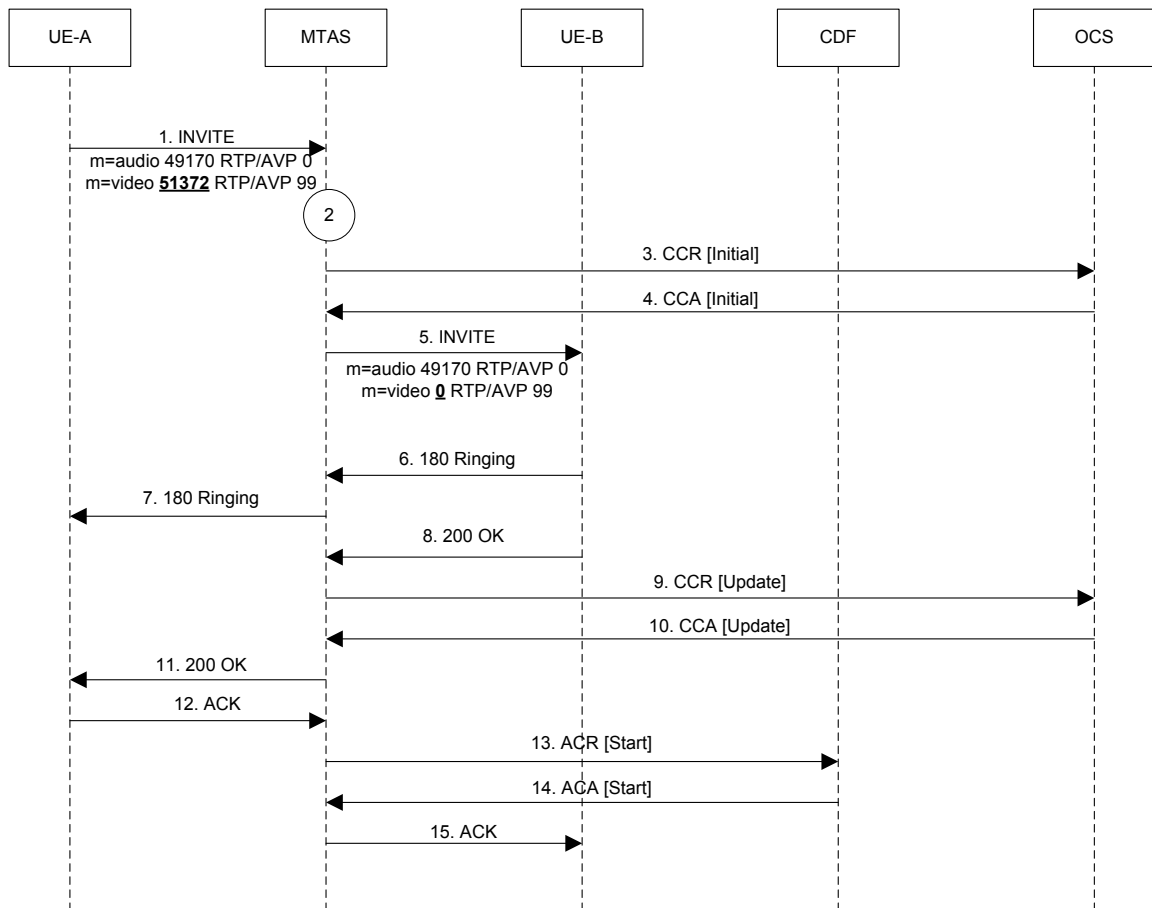 UE-A
MTAS
UE-B
CDF
OCS
1. INVITE
m=audio 49170 RTP/AVP 0
m=video 51372 RTP/AVP 99
2
3. CCR [Initial]
4. CCA [Initial]
5. INVITE
m=audio 49170 RTP/AVP 0
m=video 0 RTP/AVP 99
6. 180 Ringing
7. 180 Ringing
8. 200 OK
9. CCR [Update]
10. CCA [Update]
11. 200 OK
12. ACK
13. ACR [Start]
14. ACA [Start]
15. ACK